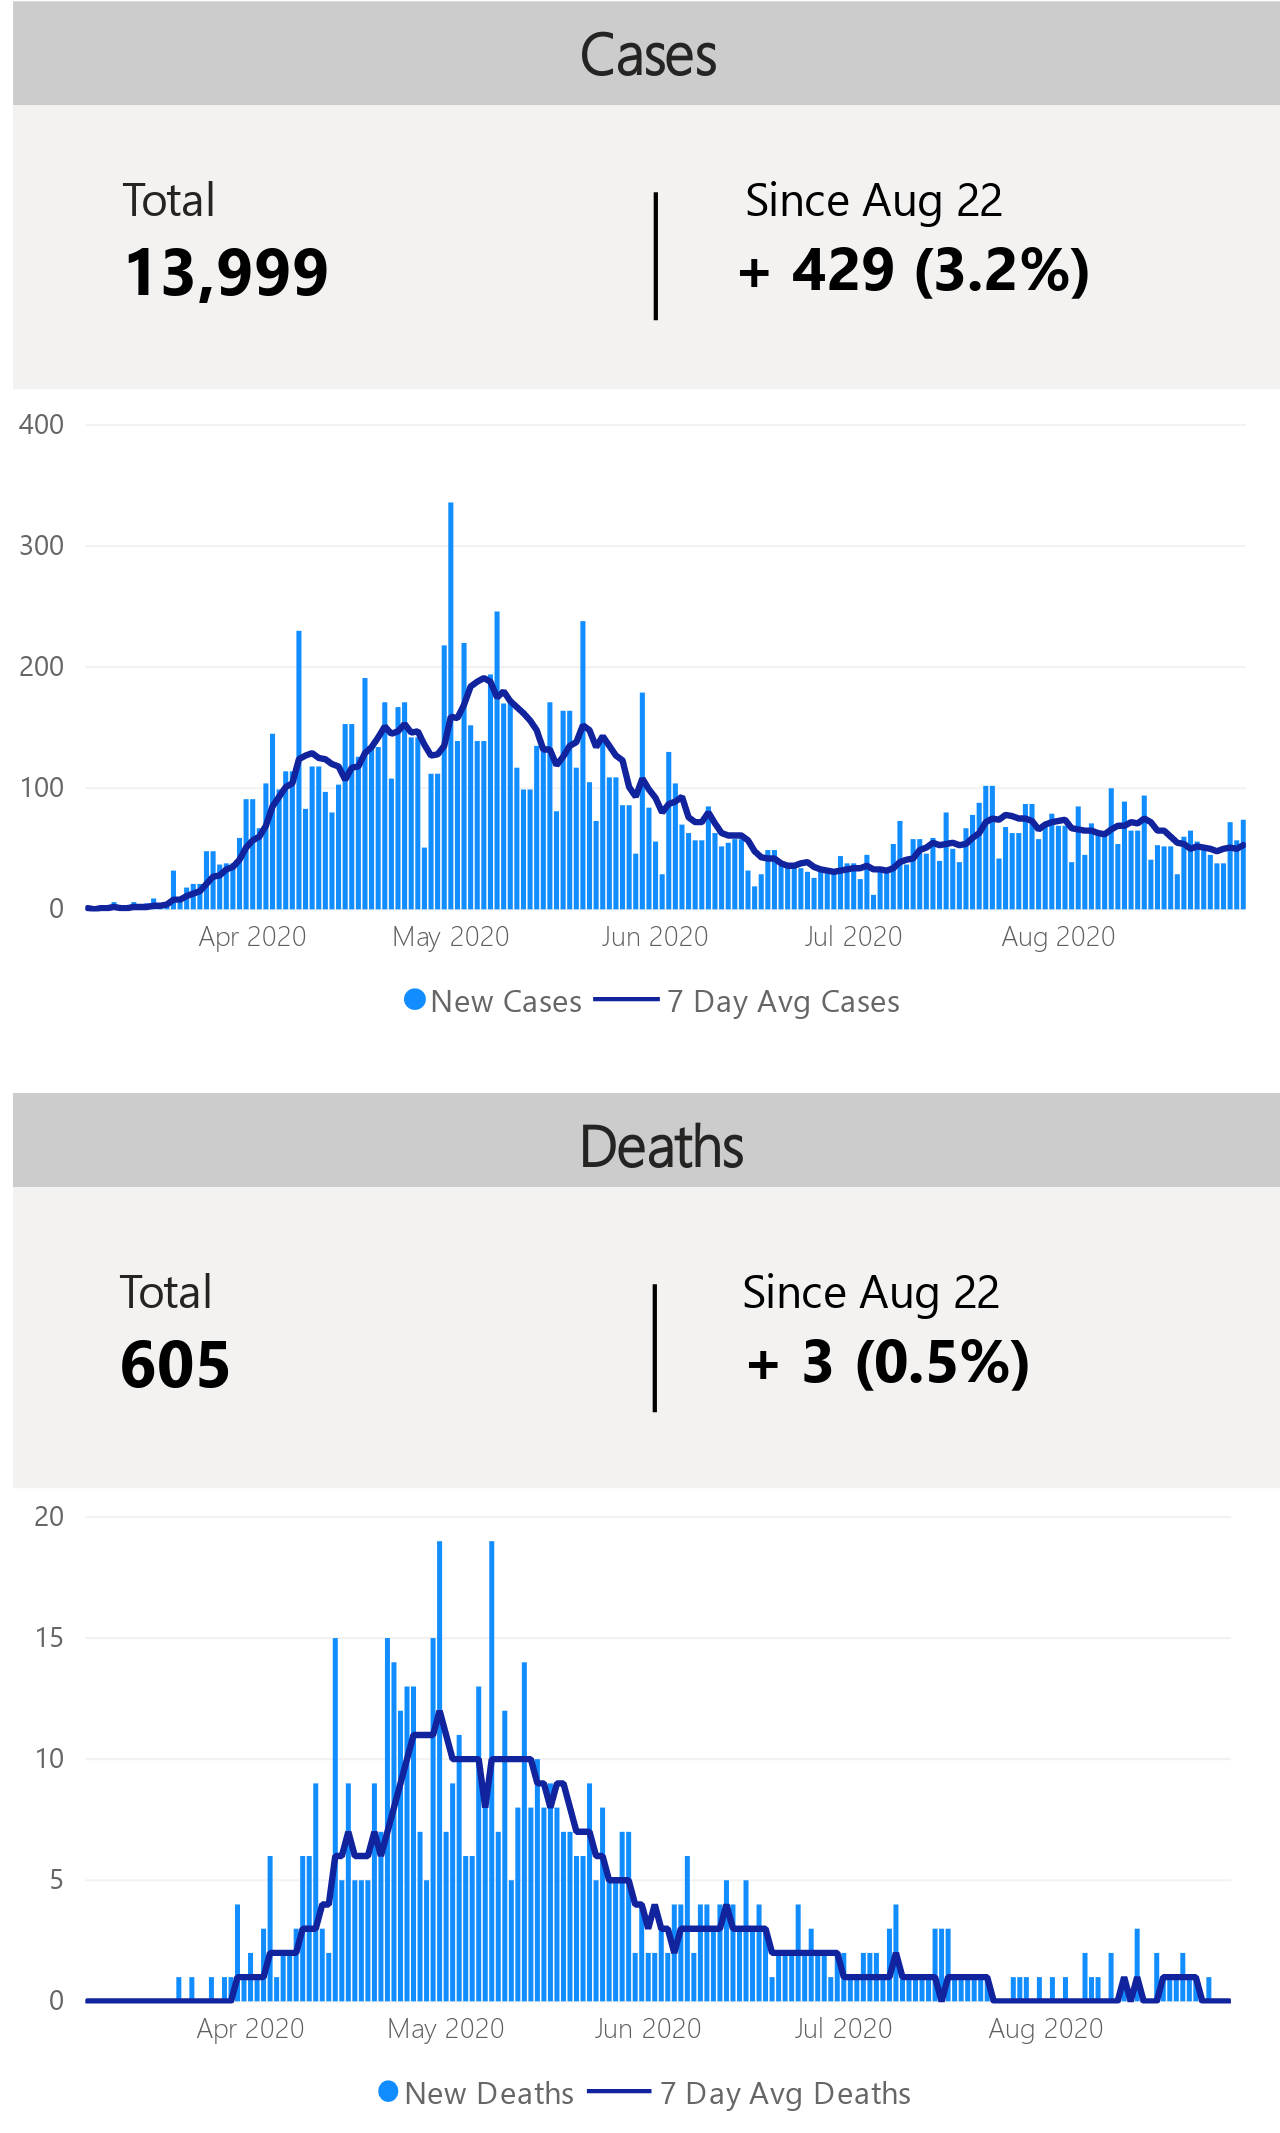 Cases
Total
Since Aug 22
13,999
+ 429 (3.2%)
400
300
200
100
0
Apr 2020
May 2020
Jun 2020
Jul 2020
Aug 2020
New Cases
7 Day Avg Cases
Deaths
Total
Since Aug 22
605
+ 3 (0.5%)
20
15
10
5
0
Apr 2020
May 2020
Jun 2020
Jul 2020
Aug 2020
New Deaths
7 Day Avg Deaths